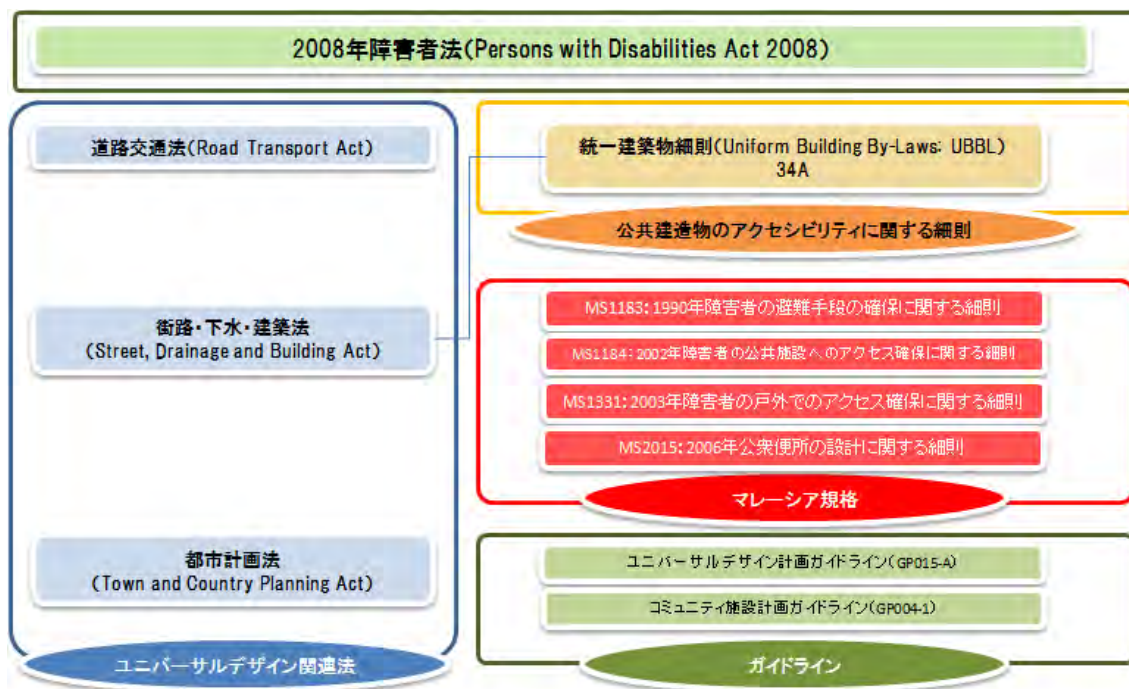 2008年障害者法(Persons with Disabilities Act 2008)
道路交通法(Road Transport Act)
街路・下水・建築法
(Street, Drainage and Building Act)
都市計画法
(Town and Country Planning Act)
ユニバーサルデザイン関連法
統一建築物細則(Uniform Building By-Laws: UBBL)
34A
公共建造物のアクセシビリティに関する細則
MS1183:1990年障害者の避難手段の確保に関する細則
MS1184:2002年障害者の公共施設へのアクセス確保に関する細則
MS1331:2003年障害者の戸外でのアクセス確保に関する細則
MS2015:2006年公衆便所の設計に関する細則
マレーシア規格
ユニバーサルデザイン計画ガイドライン(GP015-A)
コミュニティ施設計画ガイドライン(GP004-1)
ガイドライン